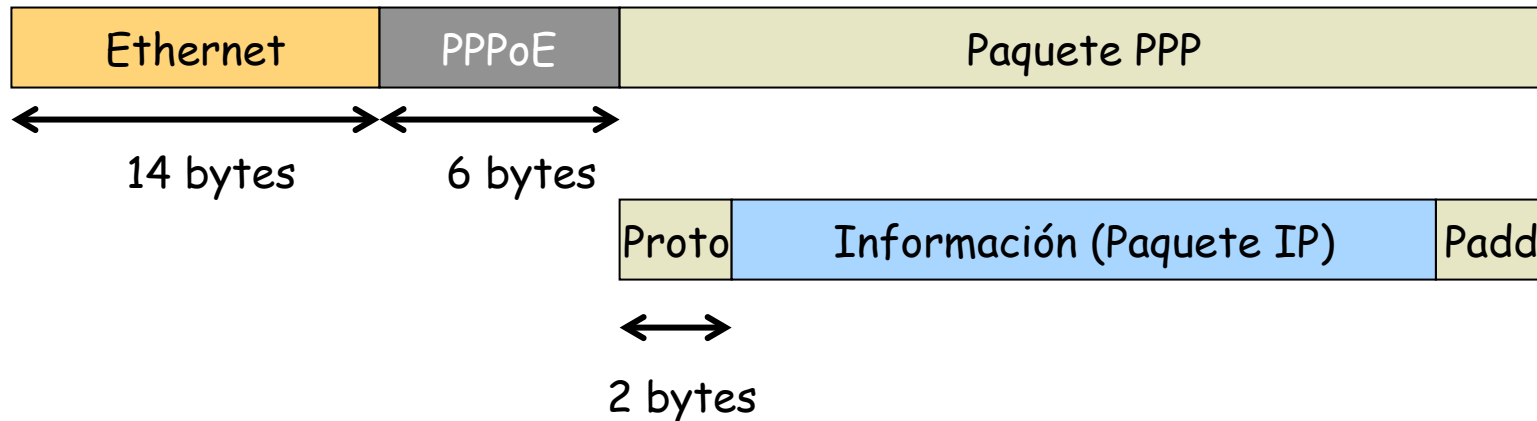 Ethernet PPPoE Paquete PPP
14 bytes 6 bytes
Proto Información (Paquete IP) Padd
2 bytes